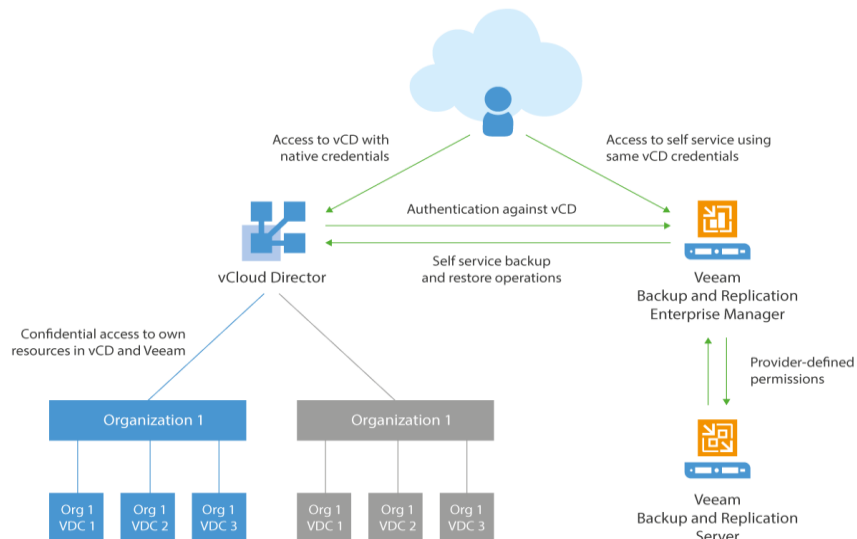 Access to vCD with
native credentials
Access to self service using
same vCD credentials
Authentication against vCD
Self service backup
and restore operations
vCloud Director
Veeam
Backup and Replication
Enterprise Manager
Confidential access to own
resources in vCD and Veeam
Provider-defined
permissions
Organization 1
Organization 1
Org 1
VDC 1
Org 1
VDC 2
Org 1
VDC 3
Org 1
VDC 1
Org 1
VDC 2
Org 1
VDC 3
Veeam
Backup and Replication
Server